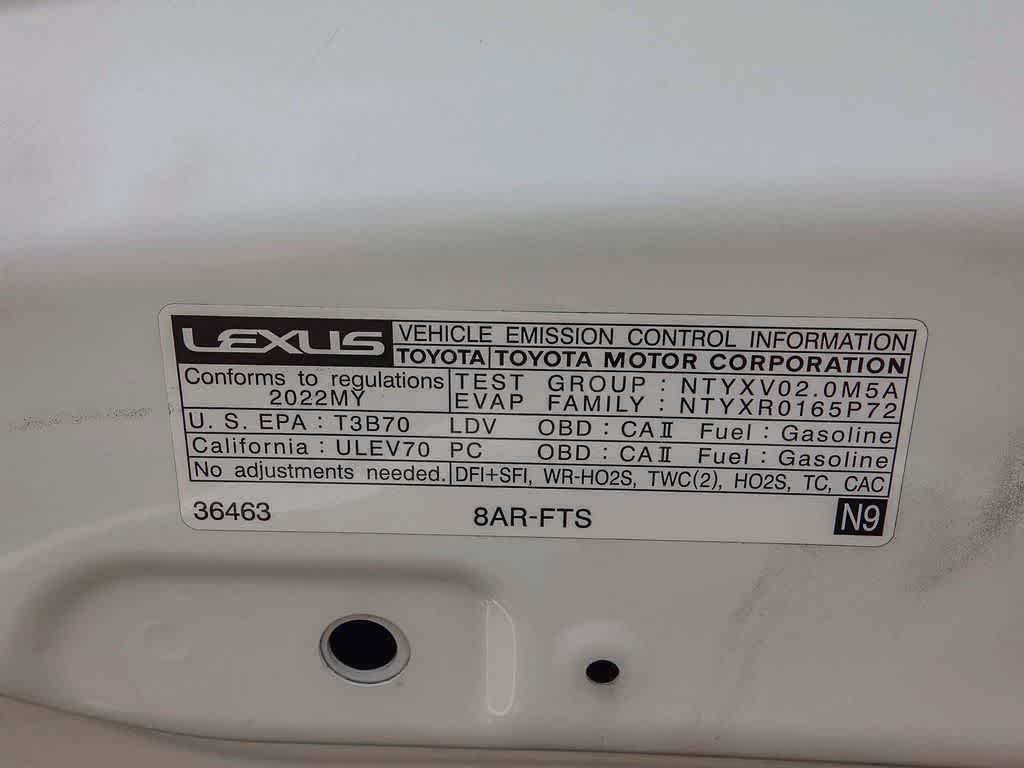 LEXUS VEHICLE EMISSION CONTROL INFORMATION
TOYOTA TOYOTA MOTOR CORPORATION
Conforms to regulations
2022MY
TEST GROUP : NTYXV02.0M5A
EVAP FAMILY : NTYXR0165P72
U. S. EPA : T3B70 LDV OBD : CAⅡ Fuel : Gasoline
California : ULEV70 PC OBD : CAⅡ Fuel : Gasoline
No adjustments needed. DFI+SFI, WR-HO2S, TWC(2), HO2S, TC, CAC
36463 8AR-FTS N9